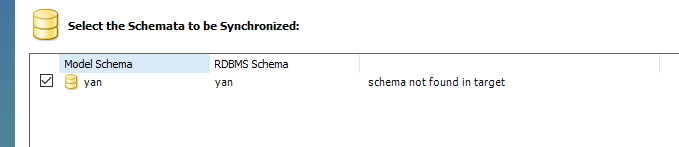 Select the Schemata to be Synchronized:
Model Schema RDBMS Schema
yan yan schema not found in target